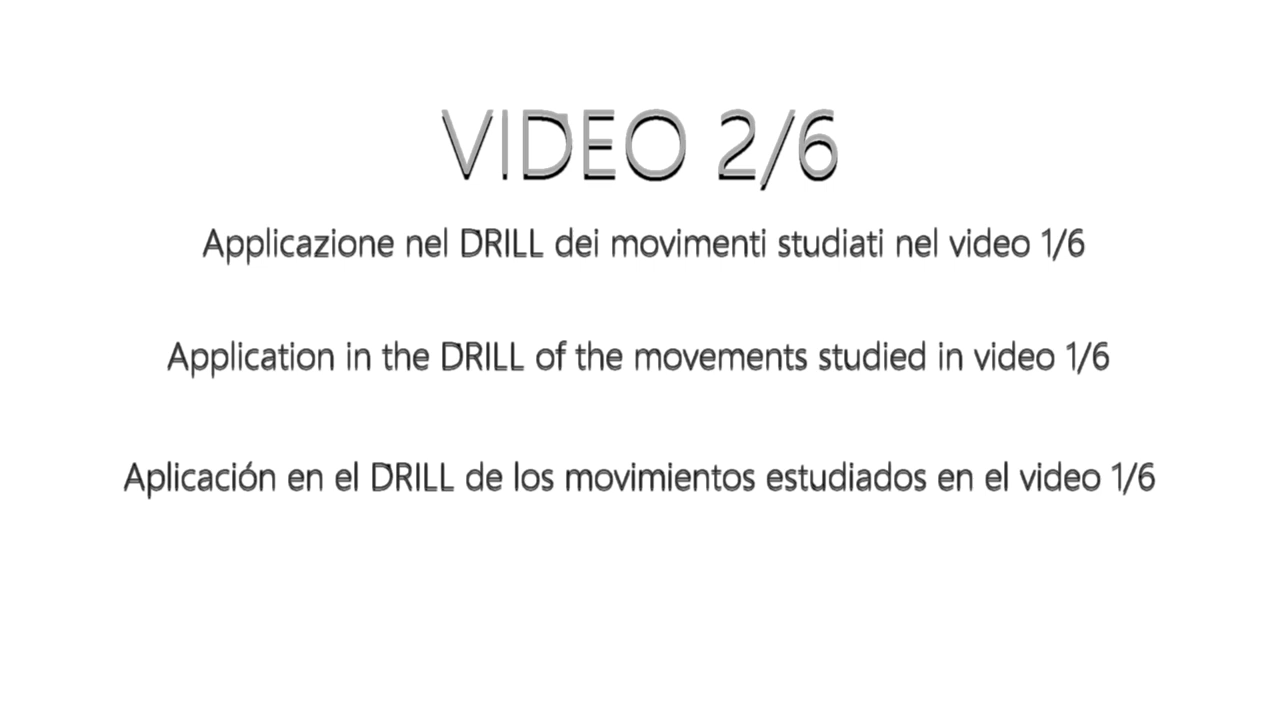 VIDEO 2/6
Applicazione nel DRILL dei movimenti studiati nel video 1/6
Application in the DRILL of the movements studied in video 1/6
Aplicación en el DRILL de los movimientos estudiados en el video 1/6